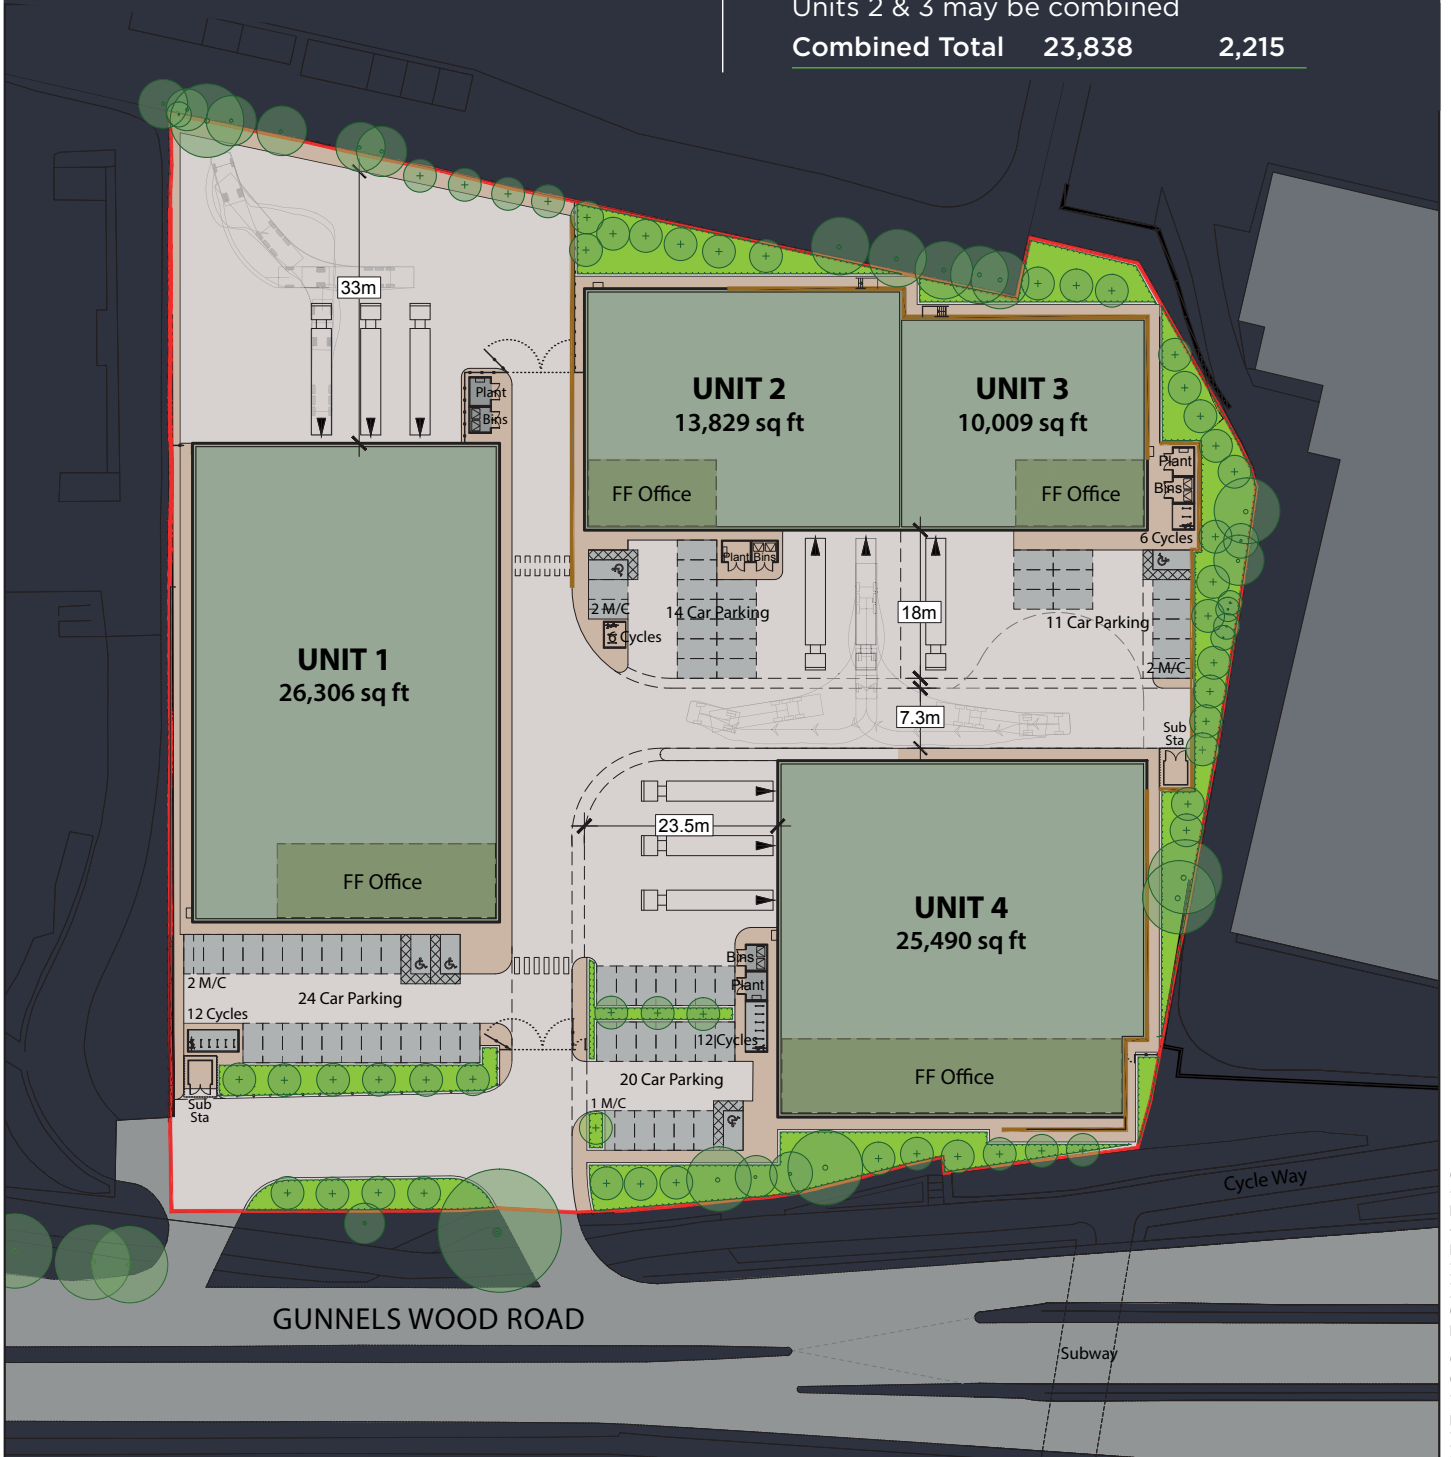 Units 2 & 3 may be combined
Combined Total 23,838 2,215
33m
Plant
Bins
UNIT 2
13,829 sq ft
FF Office
UNIT 3
10,009 sq ft
FF Office
Plant
Bins
6 Cycles
Plant Bins
2 M/C
14 Car Parking
6 Cycles
18m
11 Car Parking
2 M/C
UNIT 1
26,306 sq ft
FF Office
7.3m
Sub
Sta
23.5m
UNIT 4
25,490 sq ft
FF Office
Bins
Plant
12 Cycles
2 M/C
24 Car Parking
12 Cycles
Sub
Sta
20 Car Parking
1 M/C
Cycle Way
GUNNELS WOOD ROAD
Subway